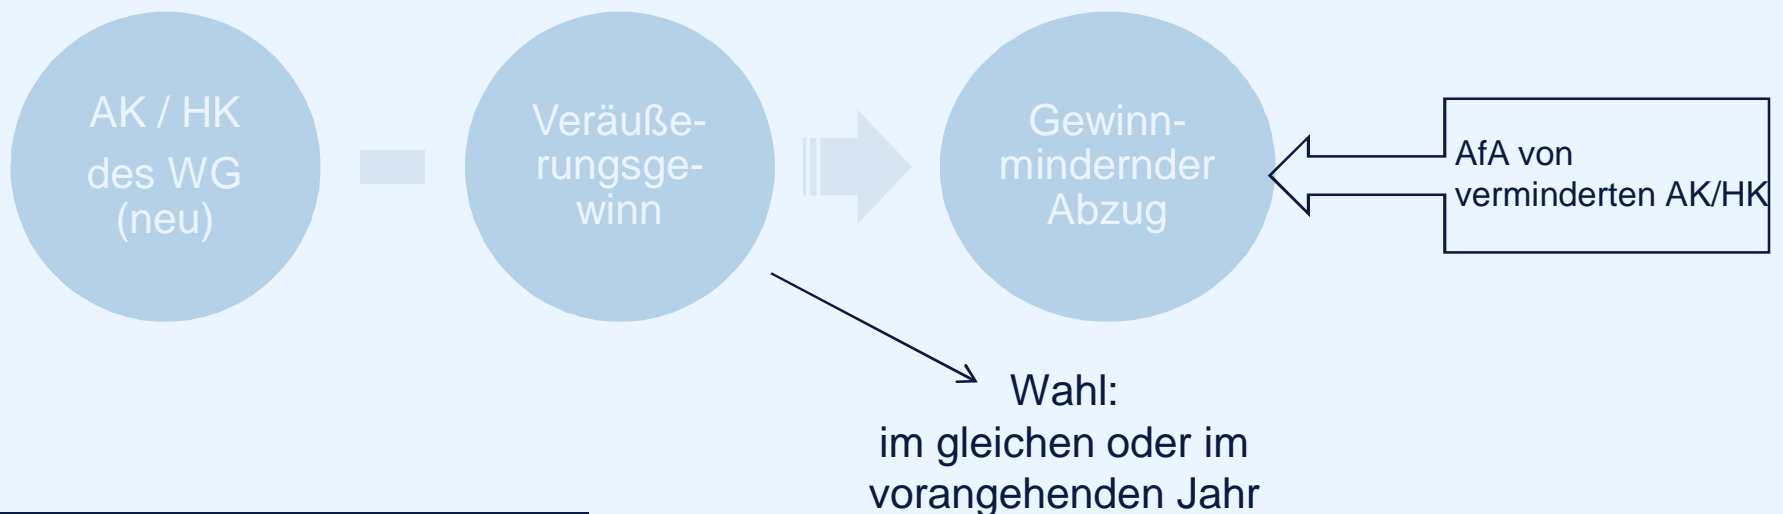 AK / HK
des WG
(neu)
Veräuße-
rungsge-
winn
Gewinn-
mindernder
Abzug
AfA von
verminderten AK/HK
Wahl:
im gleichen oder im
vorangehenden Jahr